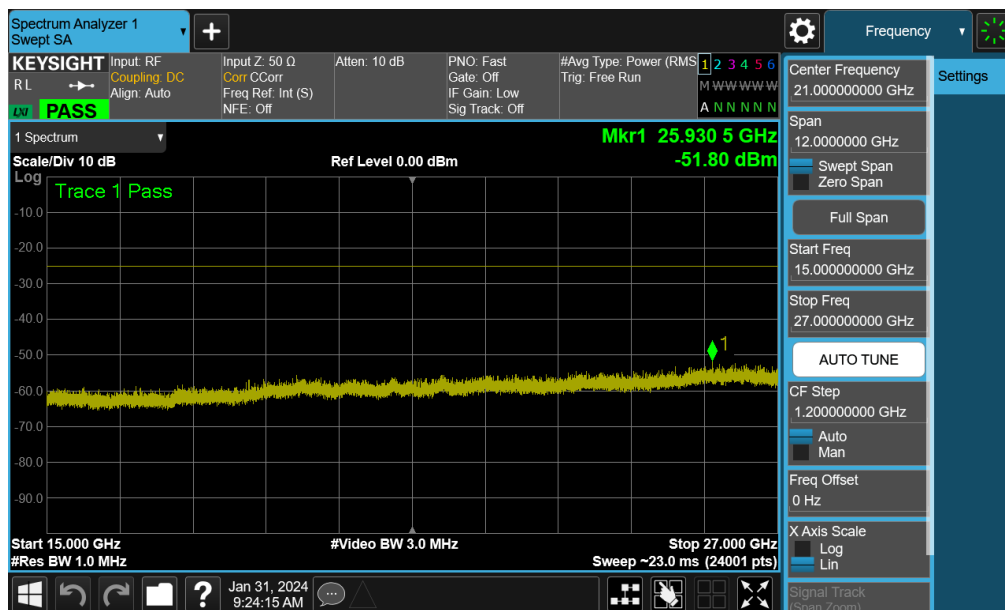 Spectrum Analyzer 1
Swept SA
Frequency
KEYSIGHT
R L
LXI
PASS
Input: RF
Coupling: DC
Align: Auto
Input Z: 50 Ω
Corr CCorr
Freq Ref: Int (S)
NFE: Off
Atten: 10 dB
PNO: Fast
Gate: Off
IF Gain: Low
Sig Track: Off
#Avg Type: Power (RMS
Trig: Free Run
1 2 3 4 5 6
M W W W W W
A N N N N N
Settings
1 Spectrum
Mkr1 25.930 5 GHz
Scale/Div 10 dB
Ref Level 0.00 dBm
-51.80 dBm
Log
Trace 1 Pass
-10.0
-20.0
-30.0
-40.0
-50.0
-60.0
-70.0
-80.0
-90.0
1
Start 15.000 GHz
#Video BW 3.0 MHz
Stop 27.000 GHz
#Res BW 1.0 MHz
Sweep ~23.0 ms (24001 pts)
Center Frequency
21.000000000 GHz
Span
12.0000000 GHz
Swept Span
Zero Span
Full Span
Start Freq
15.000000000 GHz
Stop Freq
27.000000000 GHz
AUTO TUNE
CF Step
1.200000000 GHz
Auto
Man
Freq Offset
0 Hz
X Axis Scale
Log
Lin
Signal Track
(Span Zoom)
?
Jan 31, 2024
9:24:15 AM